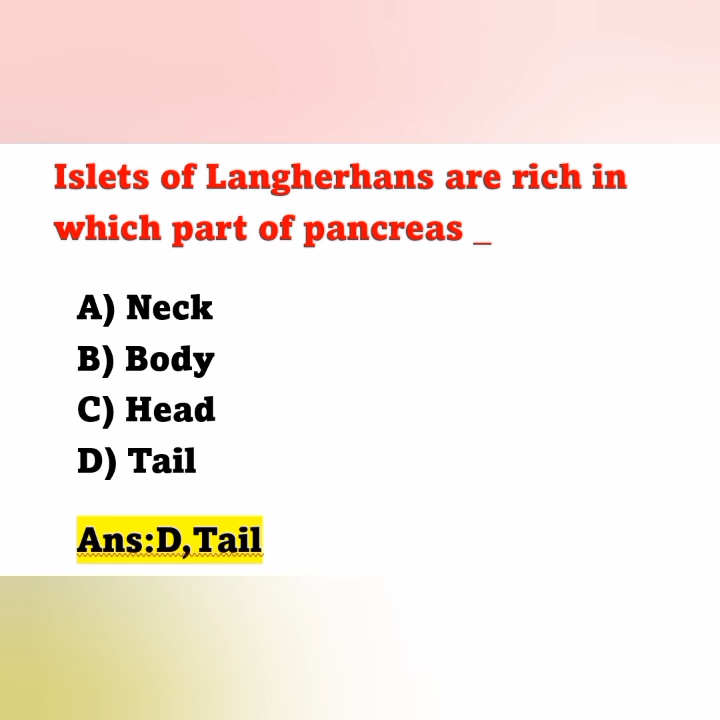 Islets of Langherhans are rich in
which part of pancreas _
A) Neck
B) Body
C) Head
D) Tail
Ans:D,Tail